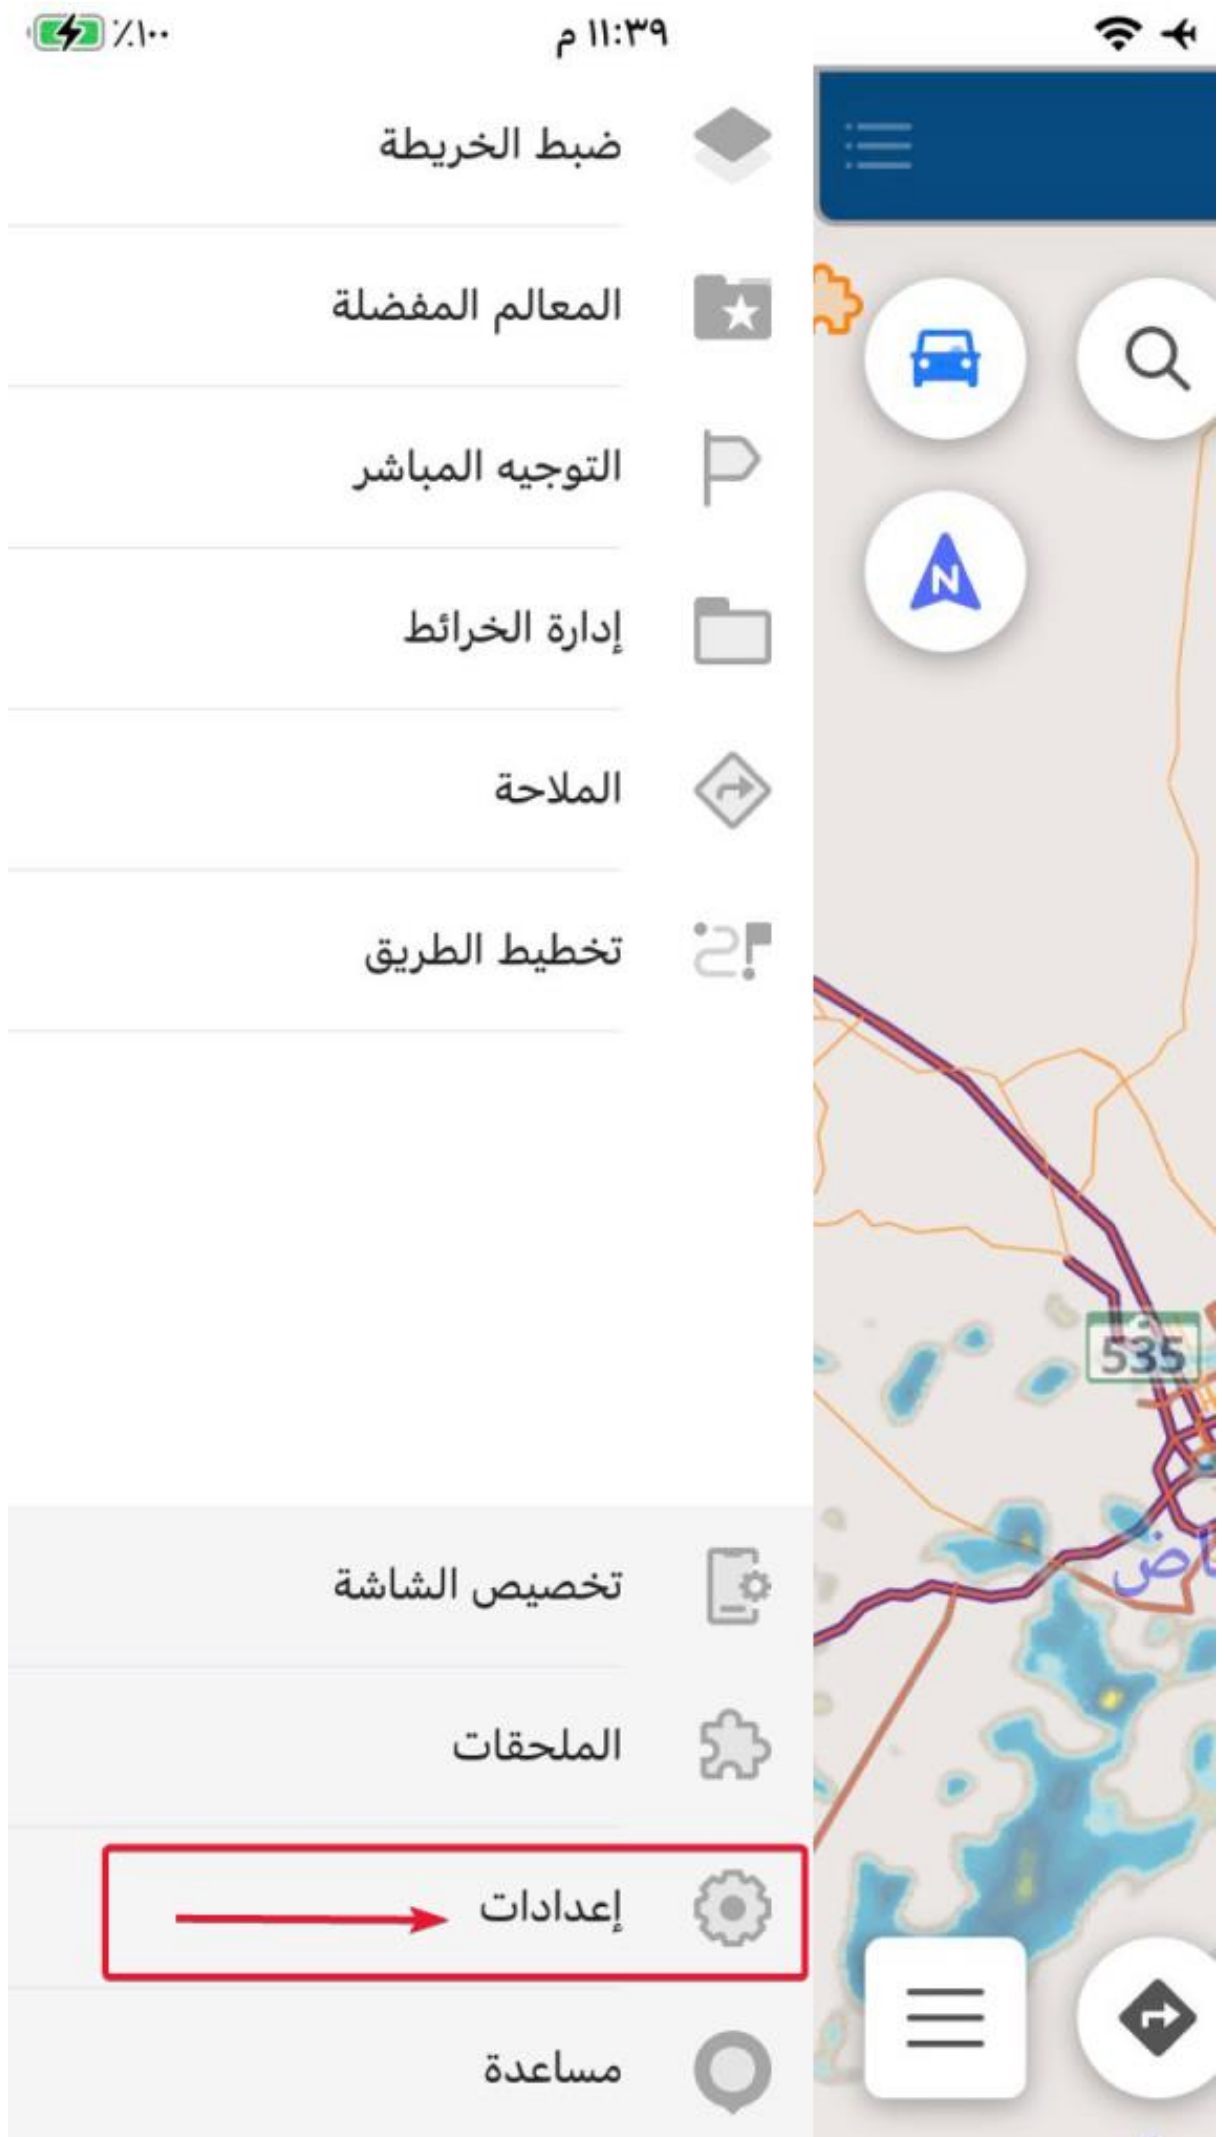 ١١:٣٩ م
٪١٠٠
ضبط الخريطة
المعالم المفضلة
التوجيه المباشر
إدارة الخرائط
الملاحة
تخطيط الطريق
تخصيص الشاشة
الملحقات
إعدادات
مساعدة
N
535